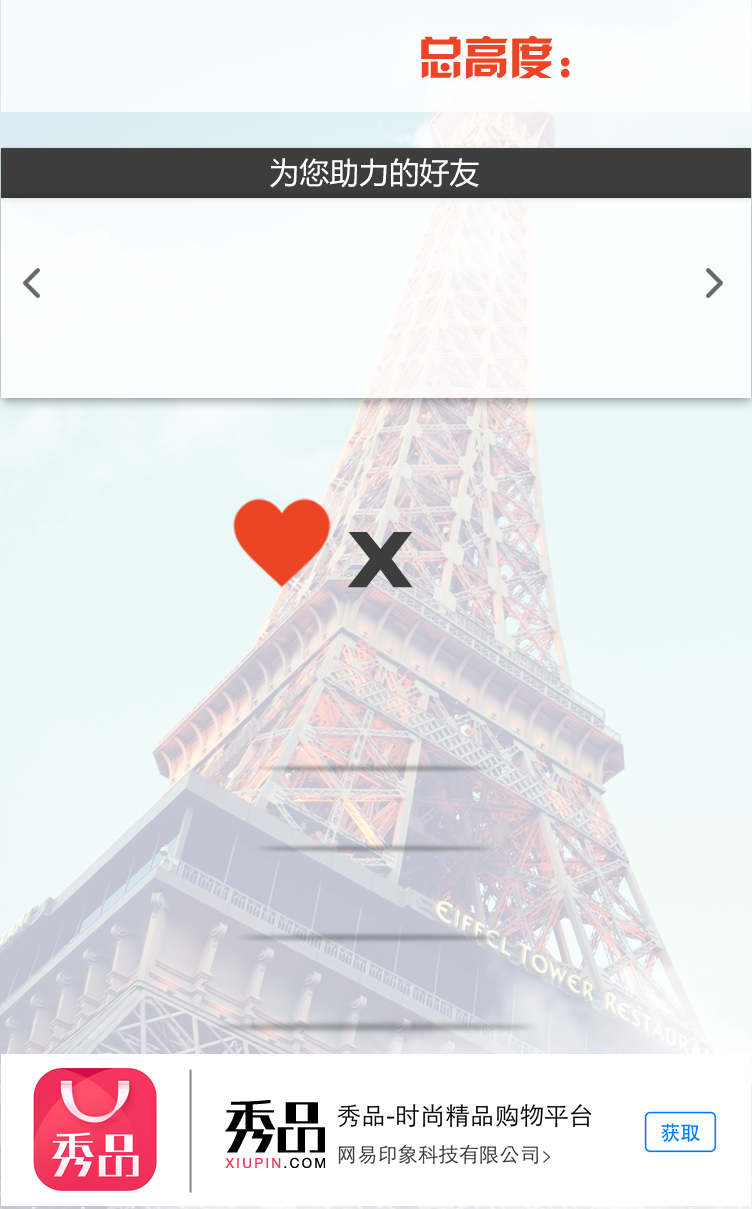 总高度：
为您助力的好友
x
EIFFEL TOWER RESTAURA
秀品
秀品
XIUPIN.COM
秀品-时尚精品购物平台
网易印象科技有限公司>
获取